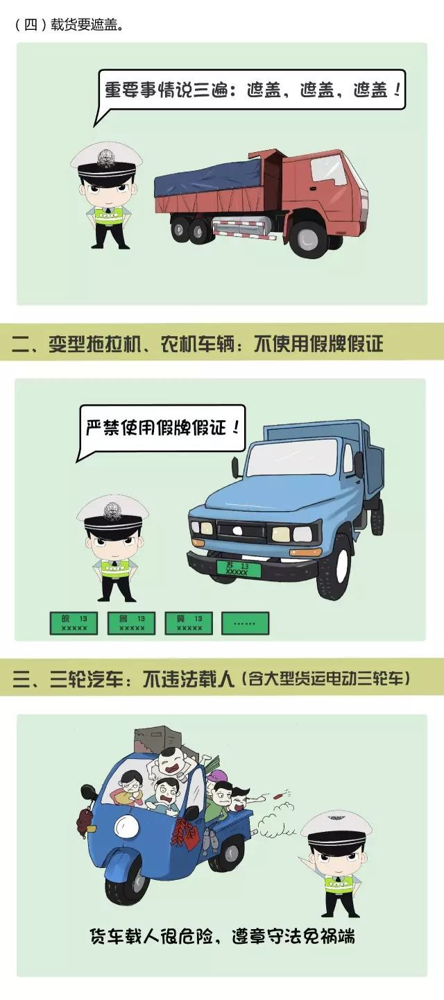 （四）载货要遮盖。
重要事情说三遍：遮盖，遮盖，遮盖！
二、变型拖拉机、农机车辆：不使用假牌假证
严禁使用假牌假证！
苏 13
XXXXX
皖 13
XXXXX
鲁 13
XXXXX
冀 13
XXXXX
……
三、三轮汽车：不违法载人（含大型货运电动三轮车）
货车载人很危险，遵章守法免祸端